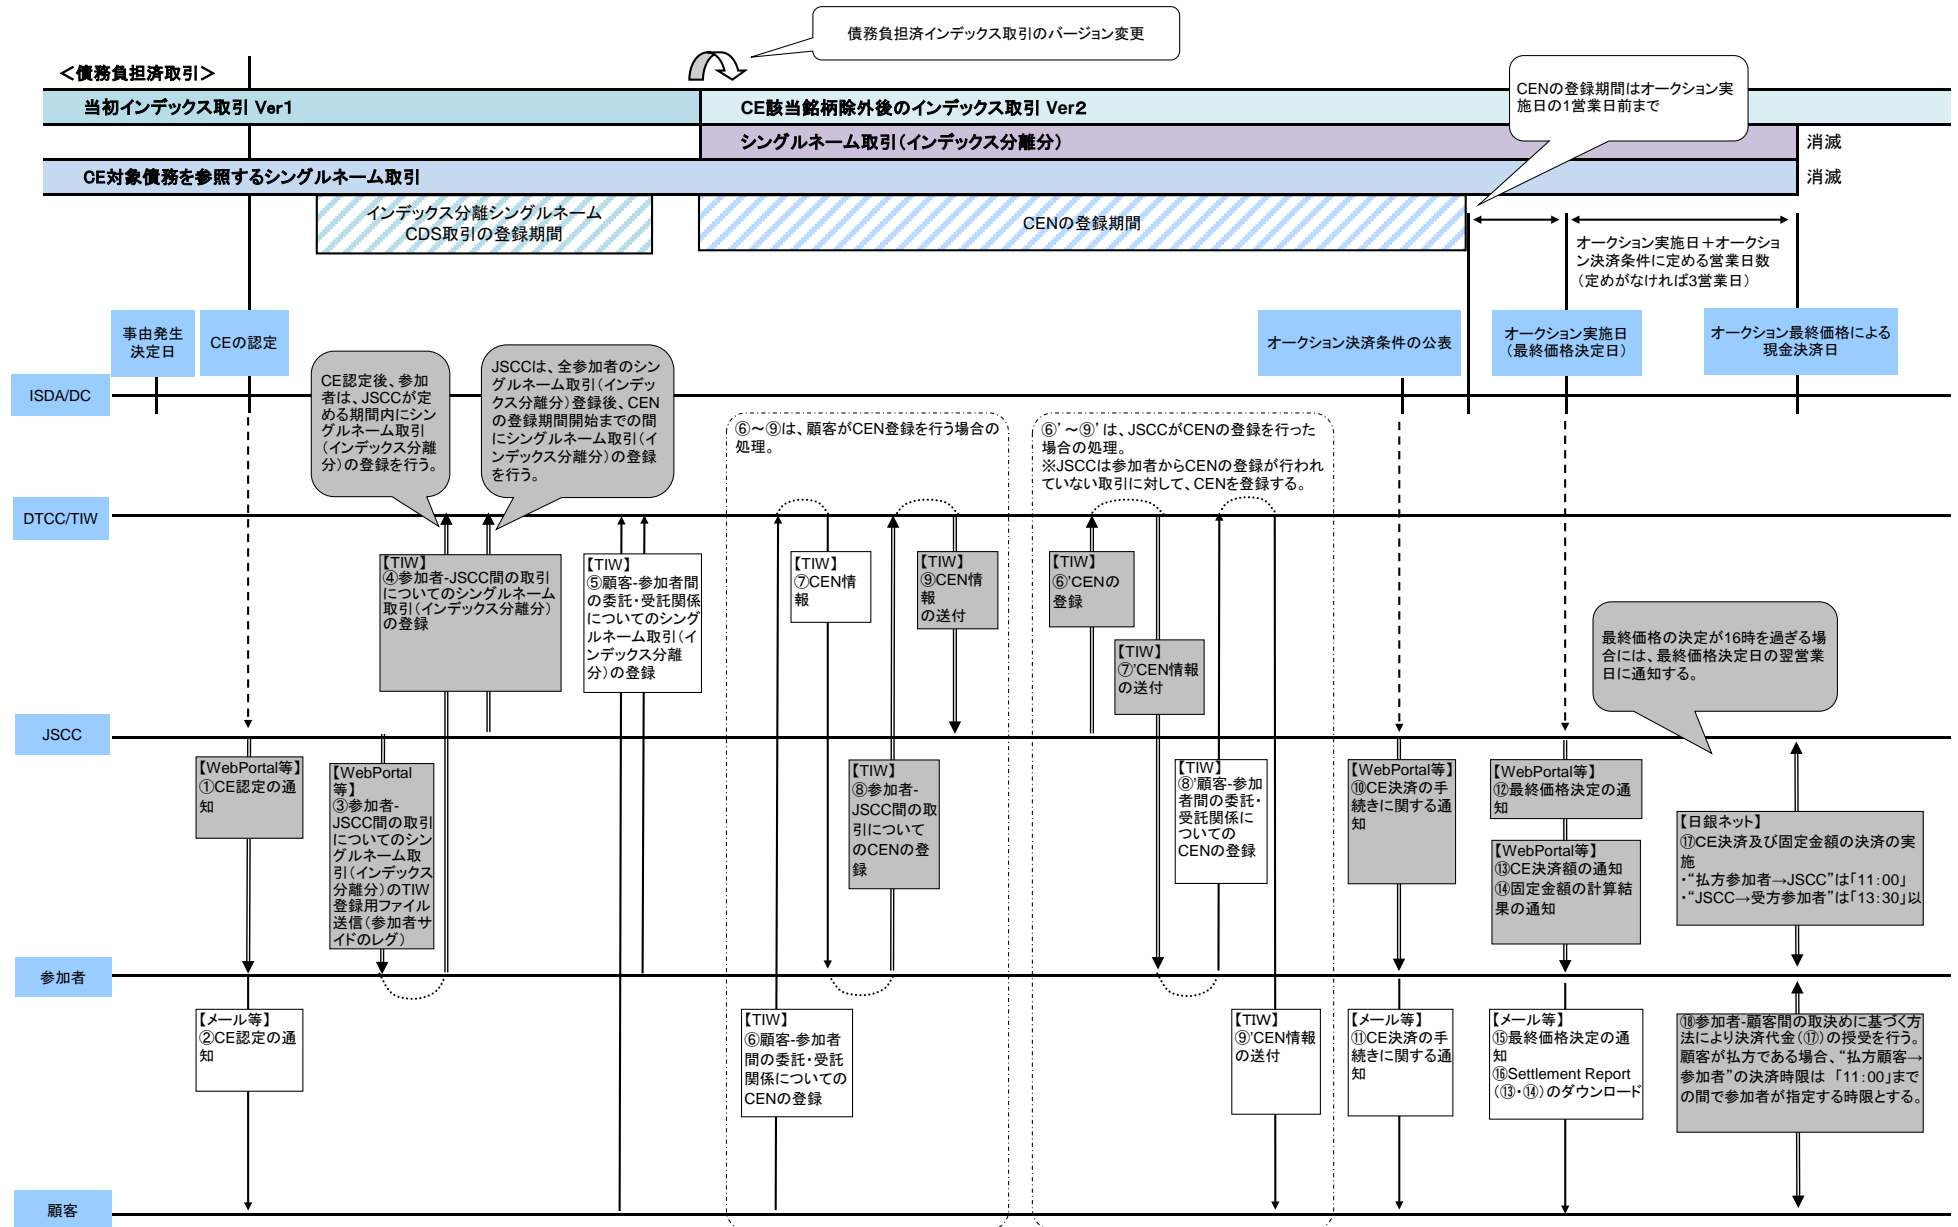 債務負担済インデックス取引のバージョン変更
＜債務負担済取引＞
CENの登録期間はオークション実
施日の1営業日前まで
当初インデックス取引 Ver1
CE該当銘柄除外後のインデックス取引 Ver2
シングルネーム取引（インデックス分離分）
消滅
CE対象債務を参照するシングルネーム取引
消滅
インデックス分離シングルネーム
CDS取引の登録期間
CENの登録期間
オークション実施日＋オークショ
ン決済条件に定める営業日数
（定めがなければ3営業日）
事由発生
決定日
CEの認定
オークション決済条件の公表
オークション実施日
（最終価格決定日）
オークション最終価格による
現金決済日
ISDA/DC
CE認定後、参加
者は、JSCCが定
める期間内にシン
グルネーム取引
（インデックス分離
分）の登録を行う。
JSCCは、全参加者のシン
グルネーム取引（インデッ
クス分離分）登録後、CEN
の登録期間開始までの間
にシングルネーム取引（イ
ンデックス分離分）の登録
を行う。
⑥～⑨は、顧客がCEN登録を行う場合の
処理。
⑥’～⑨’は、JSCCがCENの登録を行った
場合の処理。
※JSCCは参加者からCENの登録が行われ
ていない取引に対して、CENを登録する。
DTCC/TIW
【TIW】
④参加者-JSCC間の取引
についてのシングルネーム
取引（インデックス分離分）
の登録
【TIW】
⑤顧客-参加者間
の委託・受託関係
についてのシング
ルネーム取引（イ
ンデックス分離
分）の登録
【TIW】
⑦CEN情
報
【TIW】
⑨CEN情
報
の送付
【TIW】
⑥’CENの
登録
【TIW】
⑦’CEN情報
の送付
最終価格の決定が16時を過ぎる場
合には、最終価格決定日の翌営業
日に通知する。
JSCC
【WebPortal等】
①CE認定の通
知
【WebPortal
等】
③参加者-
JSCC間の取引
についてのシン
グルネーム取
引（インデックス
分離分）のTIW
登録用ファイル
送信（参加者サ
イドのレグ）
【TIW】
⑧参加者-
JSCC間の取
引について
のCENの登
録
【TIW】
⑧’顧客-参加
者間の委託・
受託関係に
ついての
CENの登録
【WebPortal等】
⑩CE決済の手
続きに関する通
知
【WebPortal等】
⑫最終価格決定の通
知
【WebPortal等】
⑬CE決済額の通知
⑭固定金額の計算結
果の通知
【日銀ネット】
⑰CE決済及び固定金額の決済の実
施
・“払方参加者→JSCC”は「11:00」
・“JSCC→受方参加者”は「13:30」以
参加者
【メール等】
②CE認定の通
知
【TIW】
⑥顧客-参加者
間の委託・受託
関係についての
CENの登録
【TIW】
⑨’CEN情報
の送付
【メール等】
⑪CE決済の手
続きに関する通
知
【メール等】
⑮最終価格決定の通
知
⑯Settlement Report
（⑬・⑭）のダウンロード
⑱参加者-顧客間の取決めに基づく方
法により決済代金（⑰）の授受を行う。
顧客が払方である場合、“払方顧客→
参加者”の決済時限は 「11:00」まで
の間で参加者が指定する時限とする。
顧客